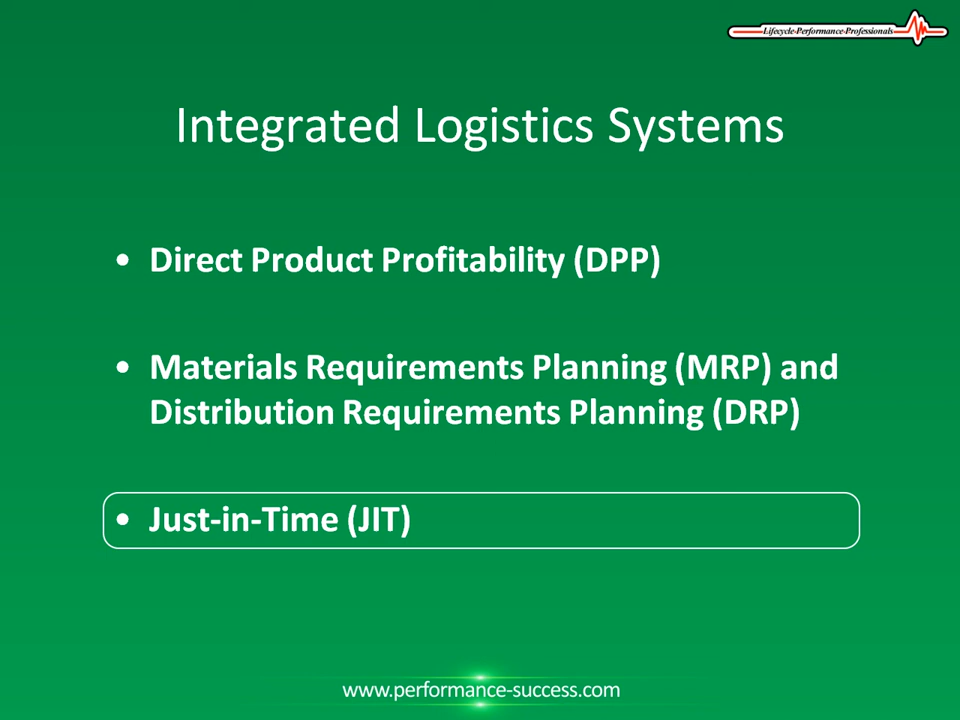 Lifecycle-Performance-Professionals
Integrated Logistics Systems
• Direct Product Profitability (DPP)
• Materials Requirements Planning (MRP) and
Distribution Requirements Planning (DRP)
• Just-in-Time (JIT)
www.performance-success.com